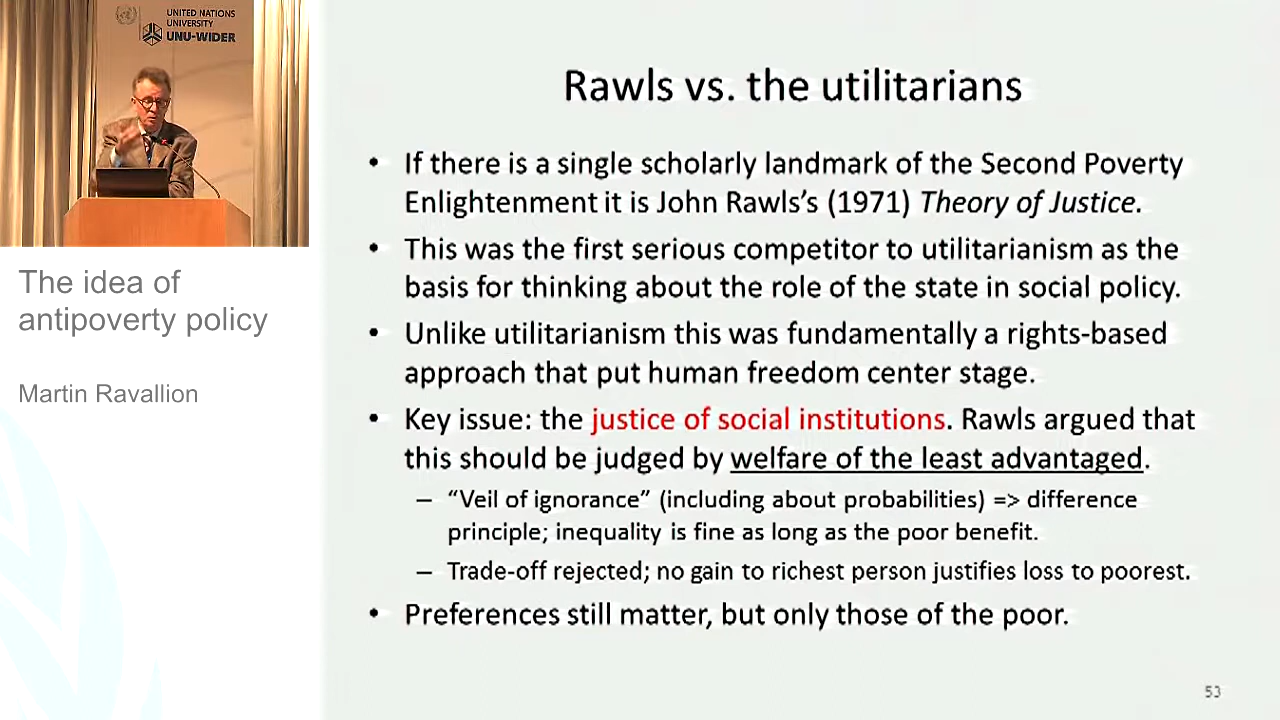 UNITED NATIONS
UNIVERSITY
UNU-WIDER
The idea of
antipoverty policy
Martin Ravallion
Rawls vs. the utilitarians
• If there is a single scholarly landmark of the Second Poverty
Enlightenment it is John Rawls’s (1971) Theory of Justice.
• This was the first serious competitor to utilitarianism as the
basis for thinking about the role of the state in social policy.
• Unlike utilitarianism this was fundamentally a rights-based
approach that put human freedom center stage.
• Key issue: the justice of social institutions. Rawls argued that
this should be judged by welfare of the least advantaged.
– “Veil of ignorance” (including about probabilities) => difference
principle; inequality is fine as long as the poor benefit.
– Trade-off rejected; no gain to richest person justifies loss to poorest.
• Preferences still matter, but only those of the poor.
53